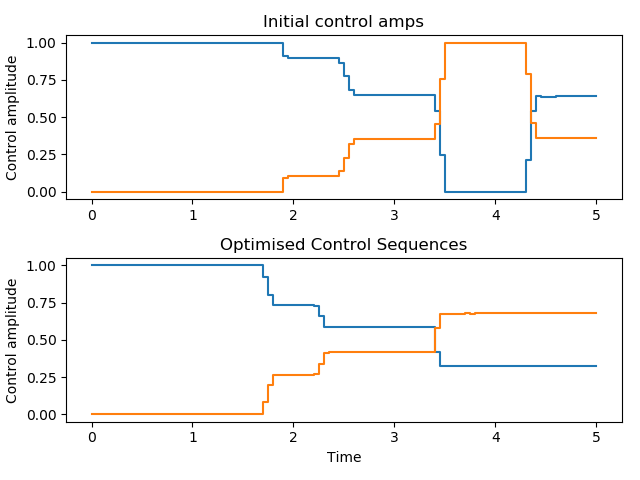 Initial control amps
Control amplitude
1.00
0.75
0.50
0.25
0.00
0 1 2 3 4 5
Optimised Control Sequences
Control amplitude
1.00
0.75
0.50
0.25
0.00
0 1 2 3 4 5
Time